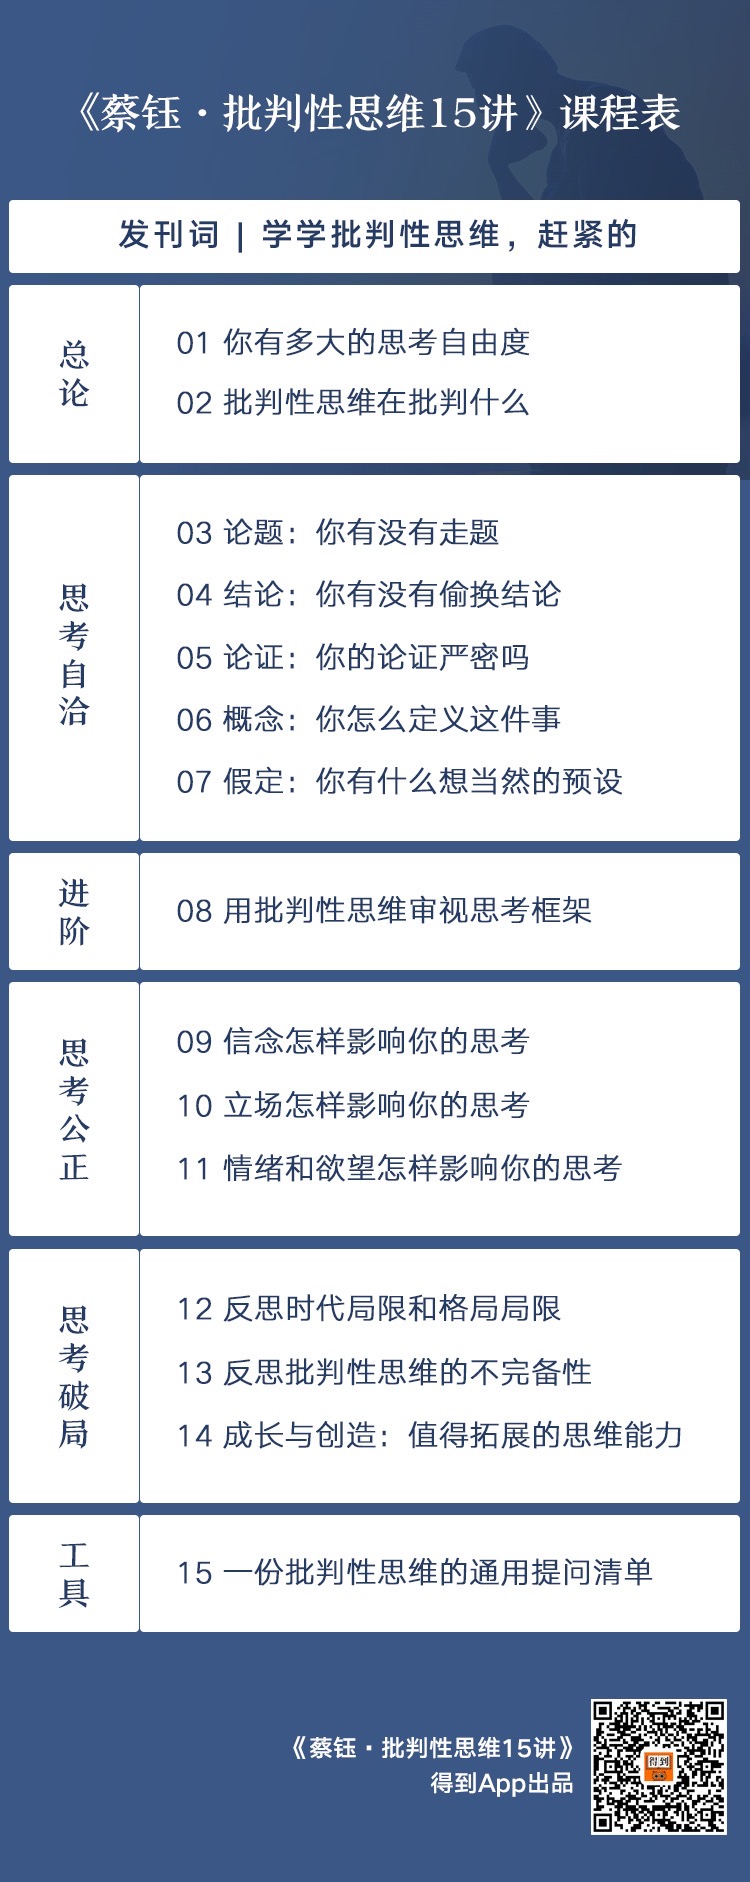 《蔡钰·批判性思维15讲》课程表
发刊词 | 学学批判性思维，赶紧的
总论
01 你有多大的思考自由度
02 批判性思维在批判什么
思考自洽
03 论题：你有没有走题
04 结论：你有没有偷换结论
05 论证：你的论证严密吗
06 概念：你怎么定义这件事
07 假定：你有什么想当然的预设
进阶
08 用批判性思维审视思考框架
思考公正
09 信念怎样影响你的思考
10 立场怎样影响你的思考
11 情绪和欲望怎样影响你的思考
思考破局
12 反思时代局限和格局局限
13 反思批判性思维的不完备性
14 成长与创造：值得拓展的思维能力
工具
15 一份批判性思维的通用提问清单
《蔡钰·批判性思维15讲》
得到App出品
得到